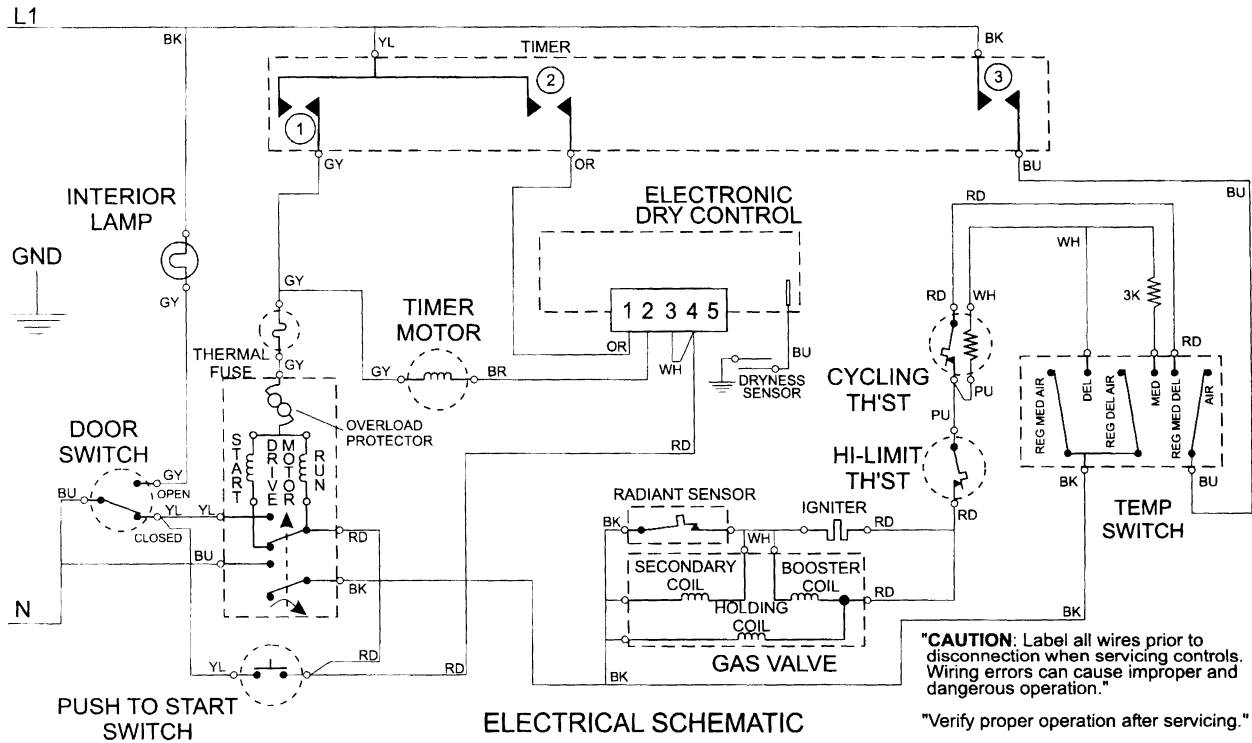 L1
BK
YL
TIMER
BK
1
2
3
GY
OR
BU
BU
INTERIOR
LAMP
ELECTRONIC
DRY CONTROL
RD
WH
GND
GY
GY
TIMER
MOTOR
1 2 3 4 5
RD
WH
3K
THERMAL
FUSE
GY
OR
WH
BU
RD
GY
BR
DRYNESS
SENSOR
CYCLING
TH'ST
PU
PU
REG MED AIR
DEL
REG DEL AIR
MED
REG MED DEL
AIR
OVERLOAD
PROTECTOR
DOOR
SWITCH
START
DRIVE
MOTOR
RUN
RD
HI-LIMIT
TH'ST
GY
OPEN
BU
YL
YL
CLOSED
RADIANT SENSOR
BK
BU
TEMP
SWITCH
BK
WH
IGNITER
RD
RD
RD
BU
BK
SECONDARY
COIL
BOOSTER
COIL
RD
HOLDING
COIL
GAS VALVE
N
BK
YL
RD
RD
BK
PUSH TO START
SWITCH
ELECTRICAL SCHEMATIC
"CAUTION: Label all wires prior to
disconnection when servicing controls.
Wiring errors can cause improper and
dangerous operation."
"Verify proper operation after servicing."